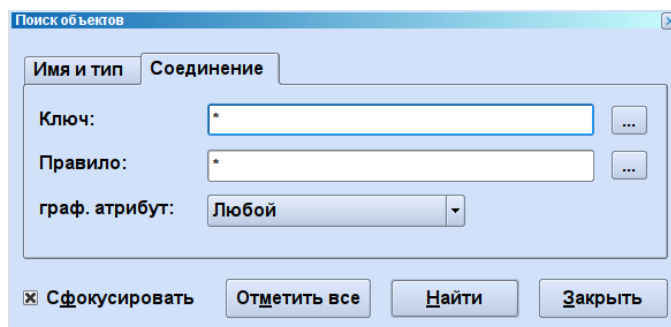 Поиск объектов
Имя и тип Соединение
Ключ: * ...
Правило: * ...
граф. атрибут: Любой
Сфокусировать Отметить все Найти Закрыть